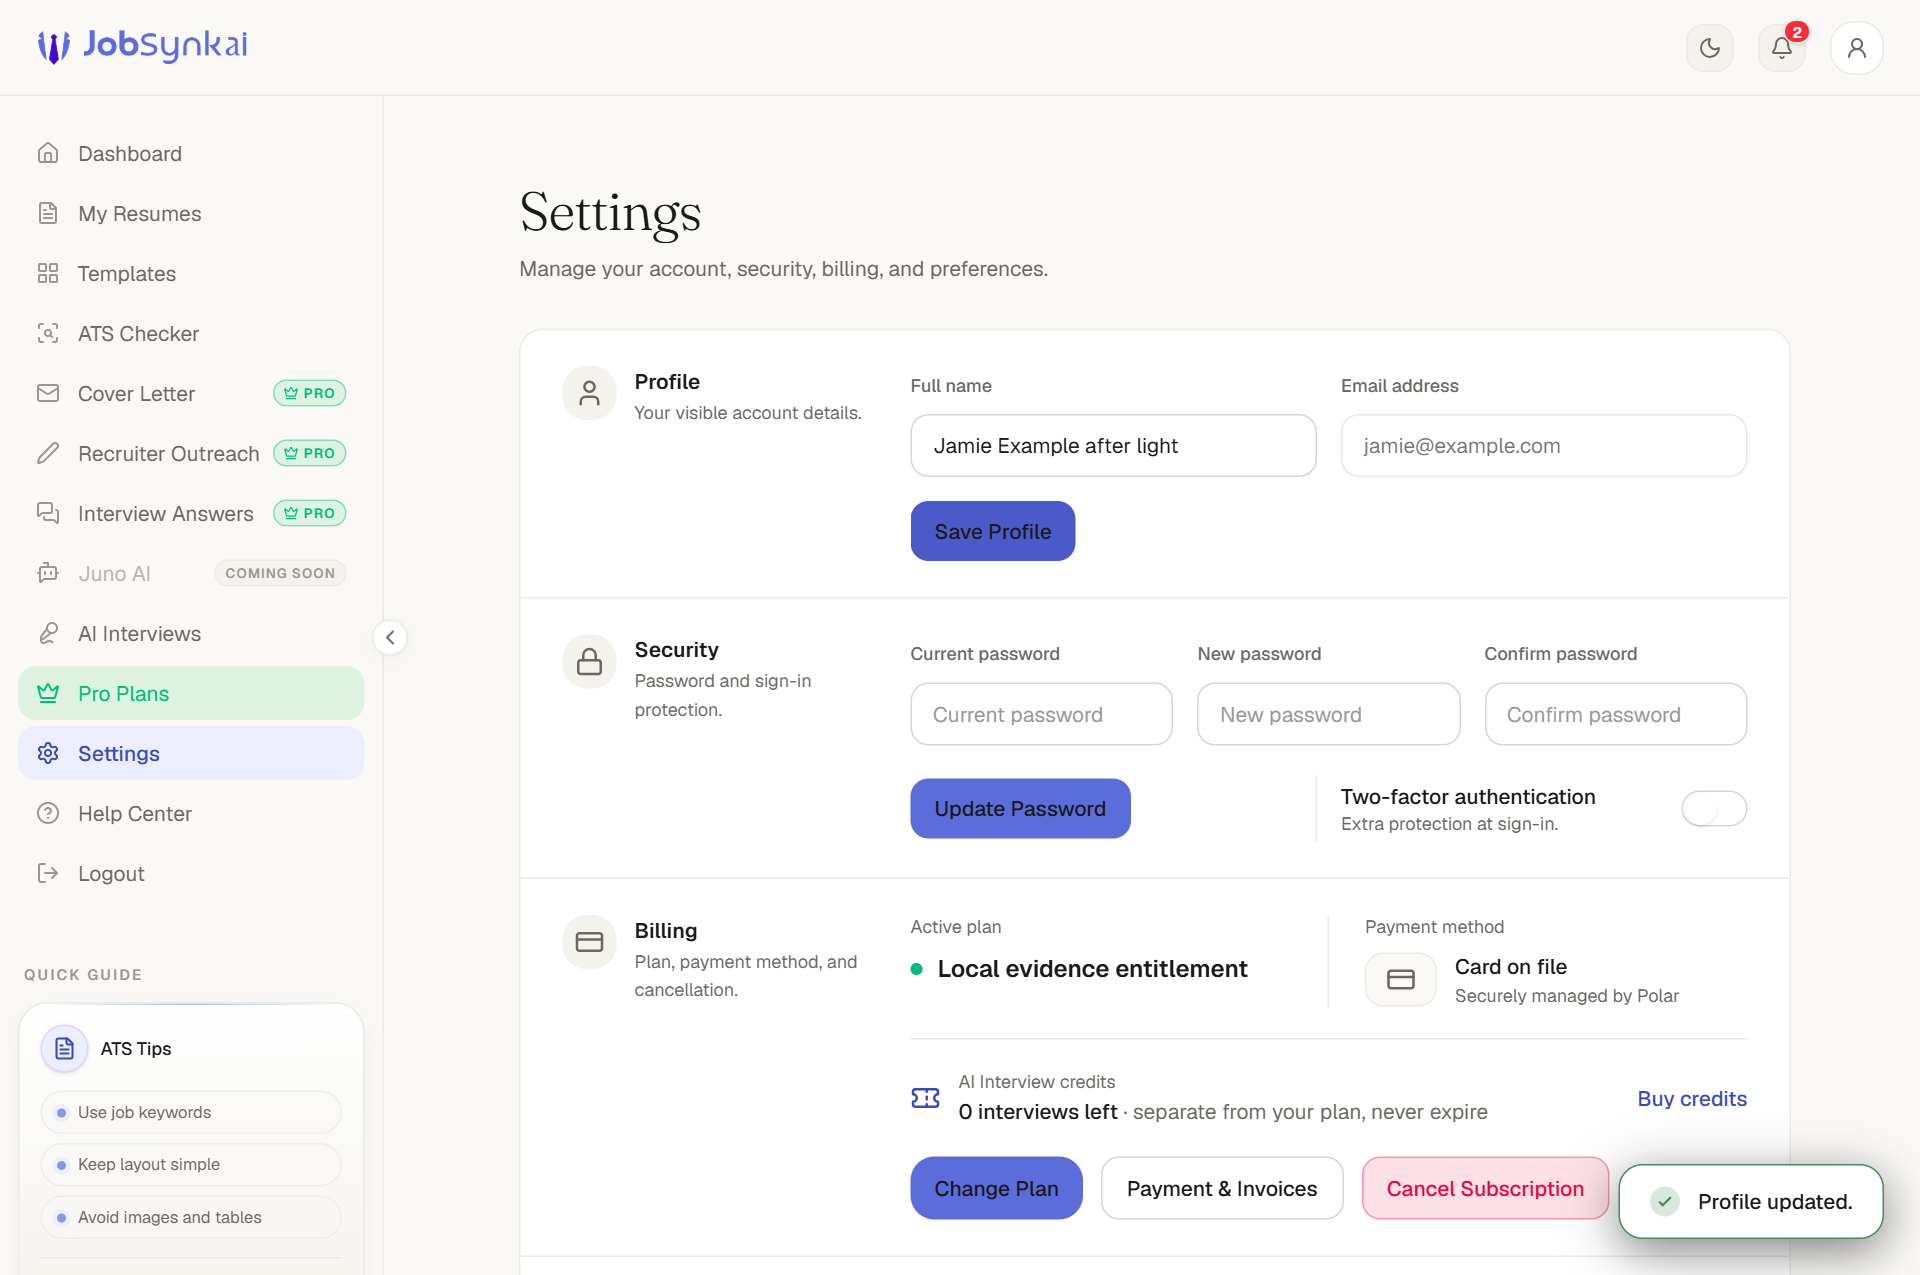 JobSynkai
2
Dashboard
My Resumes
Templates
ATS Checker
Cover Letter
PRO
Recruiter Outreach
PRO
Interview Answers
PRO
Juno AI
COMING SOON
AI Interviews
Pro Plans
Settings
Help Center
Logout
QUICK GUIDE
ATS Tips
Use job keywords
Keep layout simple
Avoid images and tables
Settings
Manage your account, security, billing, and preferences.
Profile
Your visible account details.
Full name
Jamie Example after light
Email address
jamie@example.com
Save Profile
Security
Password and sign-in
protection.
Current password
New password
Confirm password
Current password
New password
Confirm password
Update Password
Two-factor authentication
Extra protection at sign-in.
Billing
Plan, payment method, and
cancellation.
Active plan
Local evidence entitlement
Payment method
Card on file
Securely managed by Polar
AI Interview credits
0 interviews left · separate from your plan, never expire
Buy credits
Change Plan
Payment & Invoices
Cancel Subscription
Profile updated.